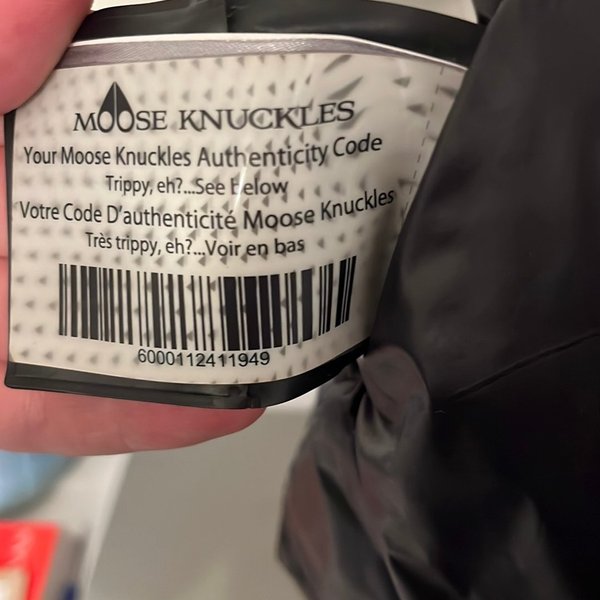 MOOSE KNUCKLES
Your Moose Knuckles Authenticity Code
Trippy, eh?...See Below
Votre Code D'authenticité Moose Knuckles
Très trippy, eh?...Voir en bas
6000112411949